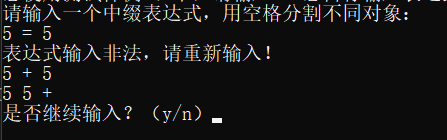 请输入一个中缀表达式，用空格分割不同对象：
5 = 5
表达式输入非法，请重新输入！
5 + 5
5 5 +
是否继续输入？（y/n）